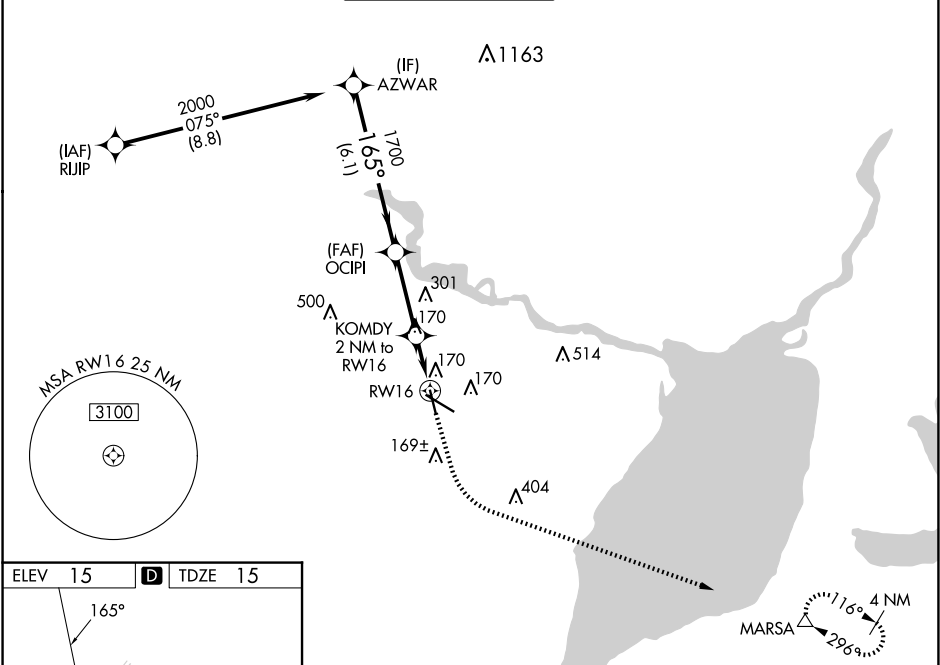 1163
(IF)
AZWAR
2000
075°
(8.8)
(IAF)
RIJIP
1700
165°
(6.1)
(FAF)
OCIPI
301
500
170
KOMDY
2 NM to
RW16
514
170
170
RW16
MSA RW16 25 NM
3100
169±
404
ELEV 15 D TDZE 15
165°
MARSA
116°
4 NM
296°